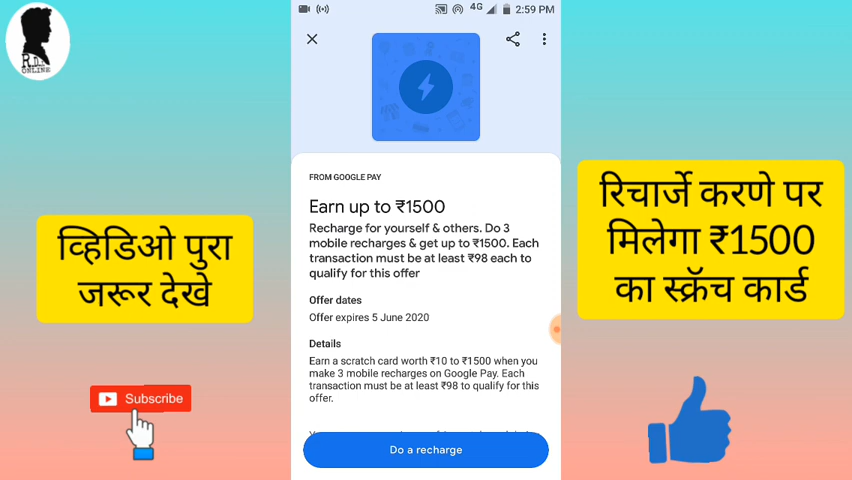 4G 2:59 PM
R.D.
ONLINE
FROM GOOGLE PAY
Earn up to ₹1500
Recharge for yourself & others. Do 3
mobile recharges & get up to ₹1500. Each
transaction must be at least ₹98 each to
qualify for this offer
Offer dates
Offer expires 5 June 2020
Details
Earn a scratch card worth ₹10 to ₹1500 when you
make 3 mobile recharges on Google Pay. Each
transaction must be at least ₹98 to qualify for this
offer.
Do a recharge
व्हिडिओ पुरा
जरूर देखे
Subscribe
रिचार्जे करणे पर
मिलेगा ₹1500
का स्क्रॅच कार्ड